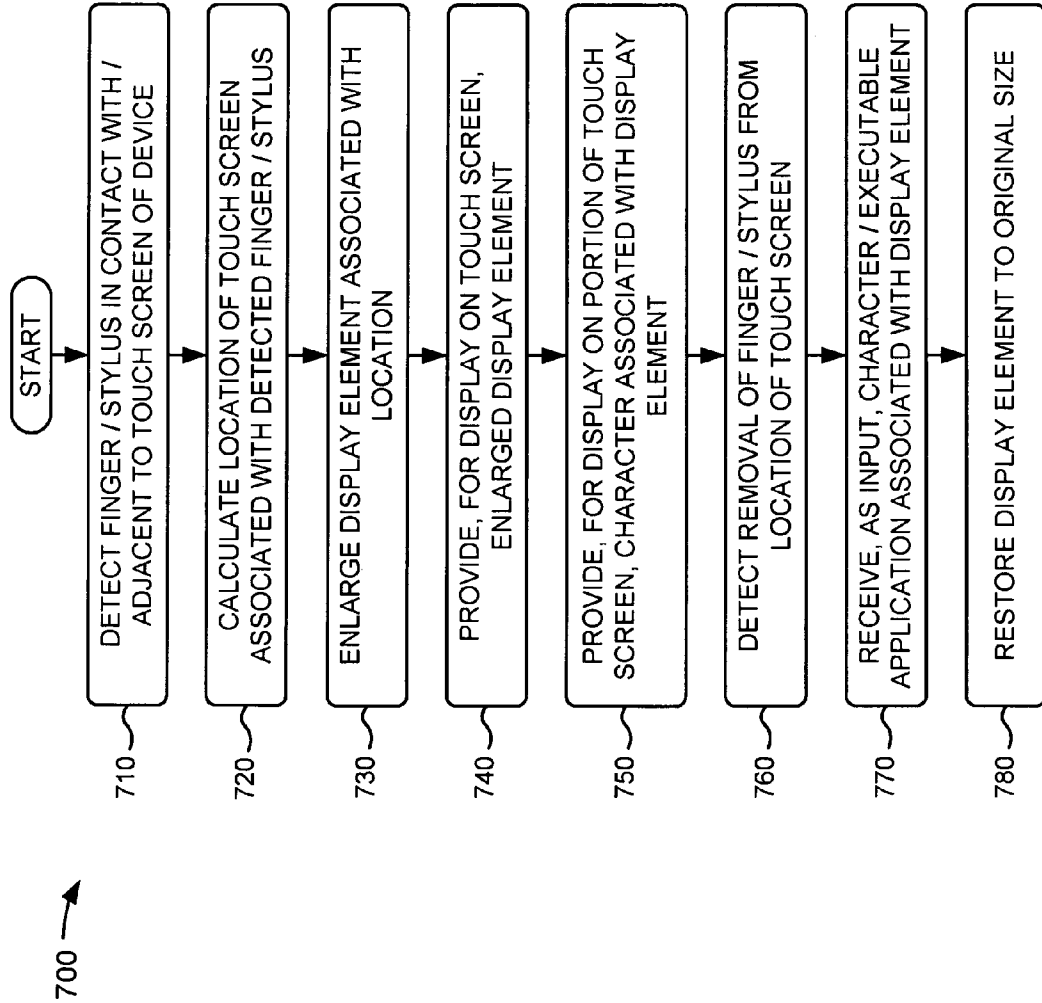 700
START
710
DETECT FINGER / STYLUS IN CONTACT WITH /
ADJACENT TO TOUCH SCREEN OF DEVICE
720
CALCULATE LOCATION OF TOUCH SCREEN
ASSOCIATED WITH DETECTED FINGER / STYLUS
730
ENLARGE DISPLAY ELEMENT ASSOCIATED WITH
LOCATION
740
PROVIDE, FOR DISPLAY ON TOUCH SCREEN,
ENLARGED DISPLAY ELEMENT
750
PROVIDE, FOR DISPLAY ON PORTION OF TOUCH
SCREEN, CHARACTER ASSOCIATED WITH DISPLAY
ELEMENT
760
DETECT REMOVAL OF FINGER / STYLUS FROM
LOCATION OF TOUCH SCREEN
770
RECEIVE, AS INPUT, CHARACTER / EXECUTABLE
APPLICATION ASSOCIATED WITH DISPLAY ELEMENT
780
RESTORE DISPLAY ELEMENT TO ORIGINAL SIZE